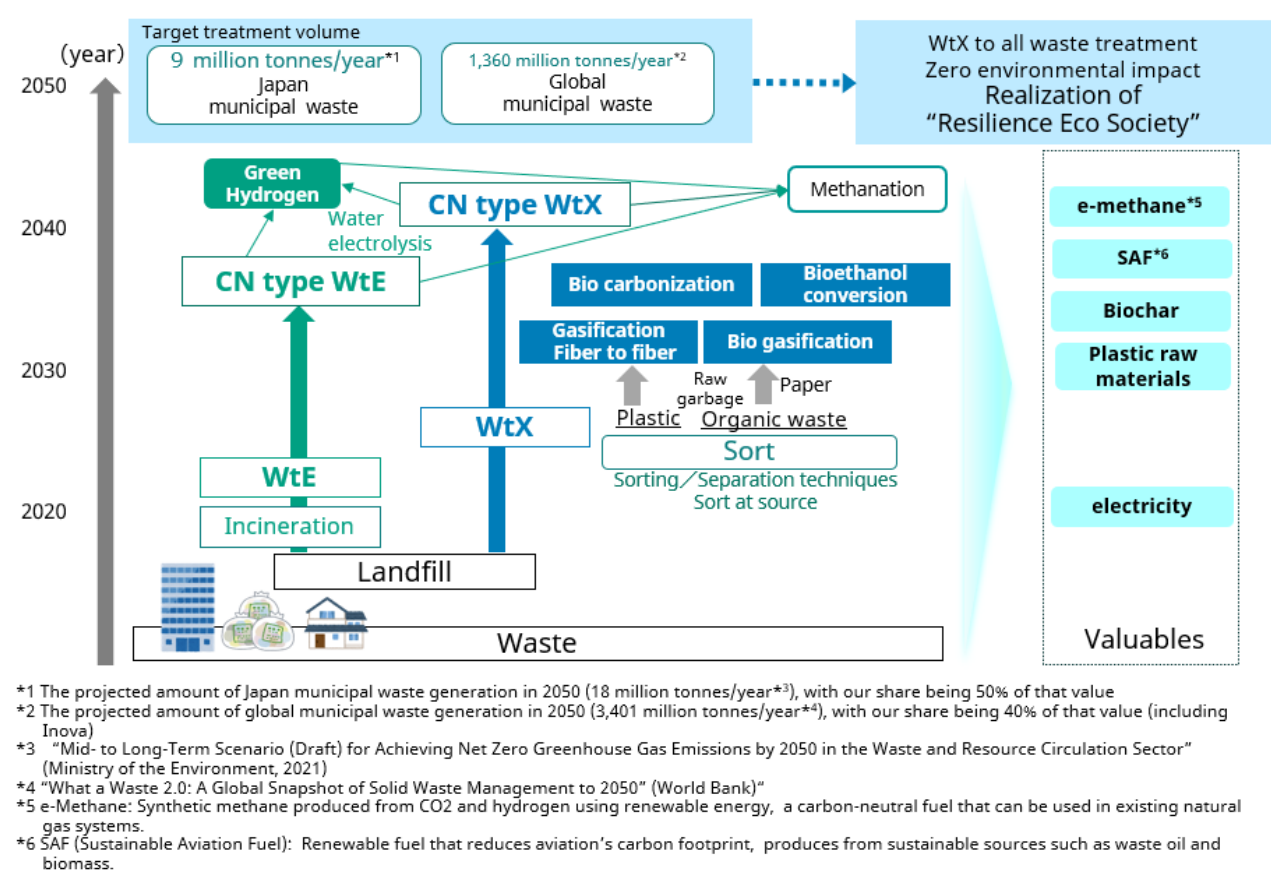 Target treatment volume
9 million tonnes/year*1
Japan
municipal waste
1,360 million tonnes/year*2
Global
municipal waste
WtX to all waste treatment
Zero environmental impact
Realization of
“Resilience Eco Society”
(year)
2050
2040
2030
2020
Green
Hydrogen
Water
electrolysis
CN type WtX
Methanation
CN type WtE
Bio carbonization
Bioethanol
conversion
Gasification
Fiber to fiber
Bio gasification
Raw
garbage
Paper
Plastic
Organic waste
WtX
Sort
Sorting／Separation techniques
Sort at source
WtE
Incineration
Landfill
Waste
e-methane*5
SAF*6
Biochar
Plastic raw
materials
electricity
Valuables
*1 The projected amount of Japan municipal waste generation in 2050 (18 million tonnes/year*3), with our share being 50% of that value
*2 The projected amount of global municipal waste generation in 2050 (3,401 million tonnes/year*4), with our share being 40% of that value (including
Inova)
*3 “Mid- to Long-Term Scenario (Draft) for Achieving Net Zero Greenhouse Gas Emissions by 2050 in the Waste and Resource Circulation Sector”
(Ministry of the Environment, 2021)
*4 “What a Waste 2.0: A Global Snapshot of Solid Waste Management to 2050” (World Bank)“
*5 e-Methane: Synthetic methane produced from CO2 and hydrogen using renewable energy, a carbon-neutral fuel that can be used in existing natural
gas systems.
*6 SAF (Sustainable Aviation Fuel): Renewable fuel that reduces aviation’s carbon footprint, produces from sustainable sources such as waste oil and
biomass.